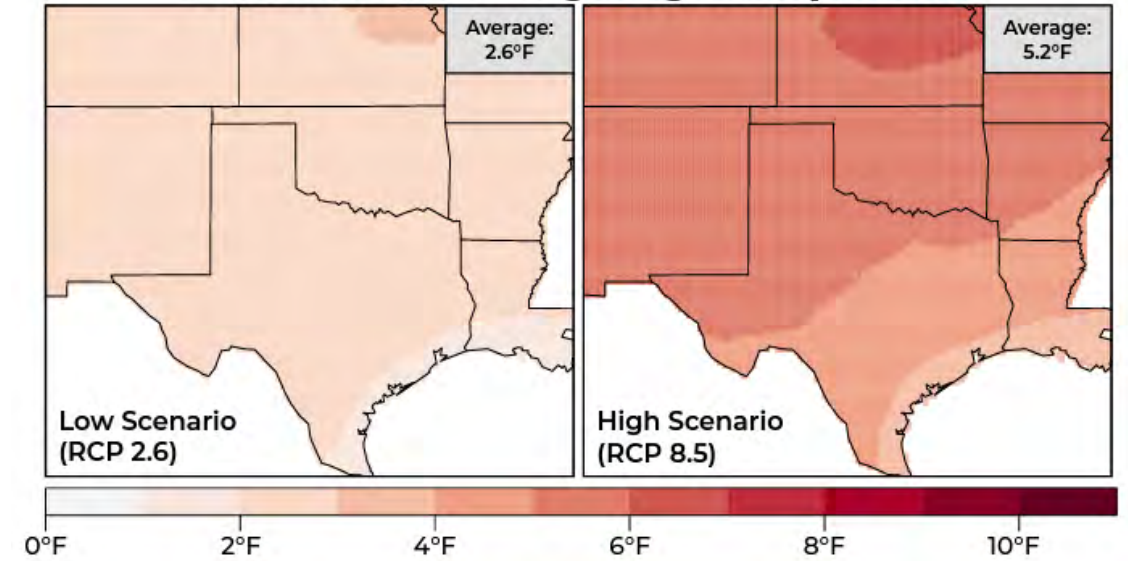 Average:
2.6°F
Low Scenario
(RCP 2.6)
Average:
5.2°F
High Scenario
(RCP 8.5)
0°F 2°F 4°F 6°F 8°F 10°F